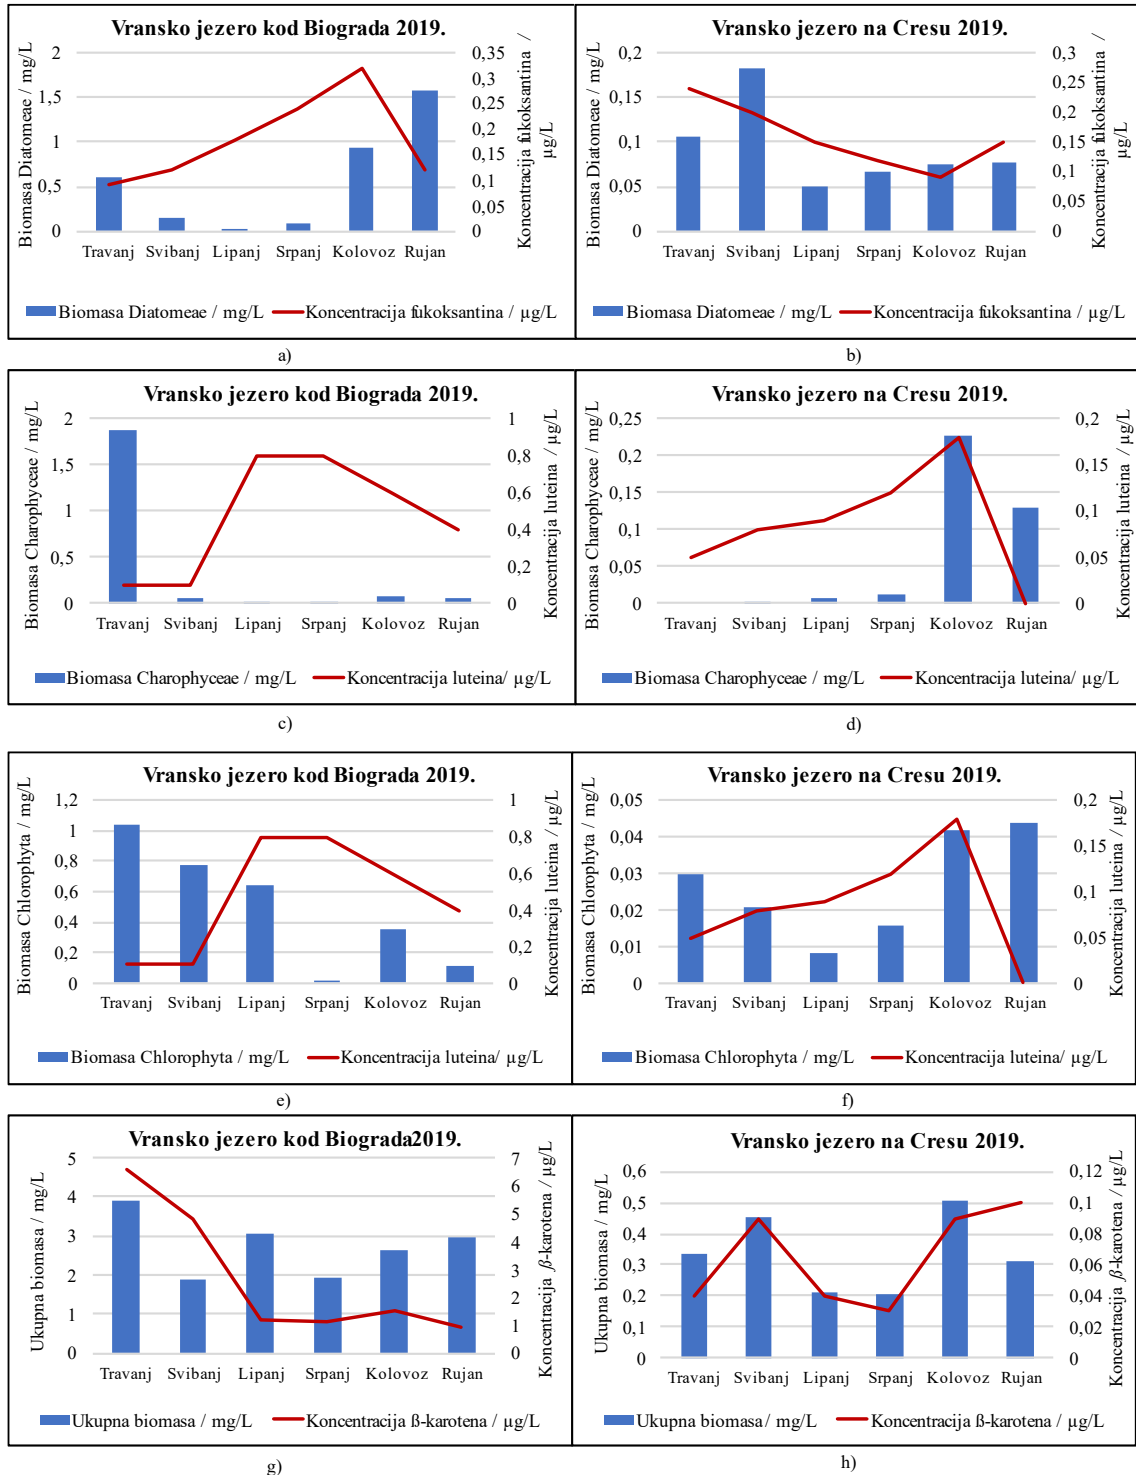 Vransko jezero kod Biograda 2019.
Biomasa Diatomeae / mg/L
Koncentracija fukoksantina /
µg/L
2
1,5
1
0,5
0
0,35
0,3
0,25
0,2
0,15
0,1
0,05
0
Travanj Svibanj Lipanj Srpanj Kolovoz Rujan
Biomasa Diatomeae / mg/L Koncentracija fukoksantina / µg/L
a)
Vransko jezero na Cresu 2019.
Biomasa Diatomeae / mg/L
Koncentracija fukoksantina /
µg/L
0,2
0,15
0,1
0,05
0
0,3
0,25
0,2
0,15
0,1
0,05
0
Travanj Svibanj Lipanj Srpanj Kolovoz Rujan
Biomasa Diatomeae / mg/L Koncentracija fukoksantina / µg/L
b)
Vransko jezero kod Biograda 2019.
Biomasa Charophyceae / mg/L
Koncentracija luteina / µg/L
2
1,5
1
0,5
0
1
0,8
0,6
0,4
0,2
0
Travanj Svibanj Lipanj Srpanj Kolovoz Rujan
Biomasa Charophyceae / mg/L Koncentracija luteina/ µg/L
c)
Vransko jezero na Cresu 2019.
Biomasa Charophyceae / mg/L
Koncentracija luteina / µg/L
0,25
0,2
0,15
0,1
0,05
0
0,2
0,15
0,1
0,05
0
Travanj Svibanj Lipanj Srpanj Kolovoz Rujan
Biomasa Charophyceae / mg/L Koncentracija luteina/ µg/L
d)
Vransko jezero kod Biograda 2019.
Biomasa Chlorophyta / mg/L
Koncentracija luteina / µg/L
1,2
1
0,8
0,6
0,4
0,2
0
1
0,8
0,6
0,4
0,2
0
Travanj Svibanj Lipanj Srpanj Kolovoz Rujan
Biomasa Chlorophyta / mg/L Koncentracija luteina/ µg/L
e)
Vransko jezero na Cresu 2019.
Biomasa Chlorophyta / mg/L
Koncentracija luteina / µg/L
0,05
0,04
0,03
0,02
0,01
0
0,2
0,15
0,1
0,05
0
Travanj Svibanj Lipanj Srpanj Kolovoz Rujan
Biomasa Chlorophyta / mg/L Koncentracija luteina/ µg/L
f)
Vransko jezero kod Biograda2019.
Ukupna biomasa / mg/L
Koncentracija β-karotena / µg/L
5
4
3
2
1
0
7
6
5
4
3
2
1
0
Travanj Svibanj Lipanj Srpanj Kolovoz Rujan
Ukupna biomasa / mg/L Koncentracija ß-karotena / µg/L
g)
Vransko jezero na Cresu 2019.
Ukupna biomasa / mg/L
Koncentracija β-karotena / µg/L
0,6
0,5
0,4
0,3
0,2
0,1
0
0,12
0,1
0,08
0,06
0,04
0,02
0
Travanj Svibanj Lipanj Srpanj Kolovoz Rujan
Ukupna biomasa/ mg/L Koncentracija ß-karotena / µg/L
h)